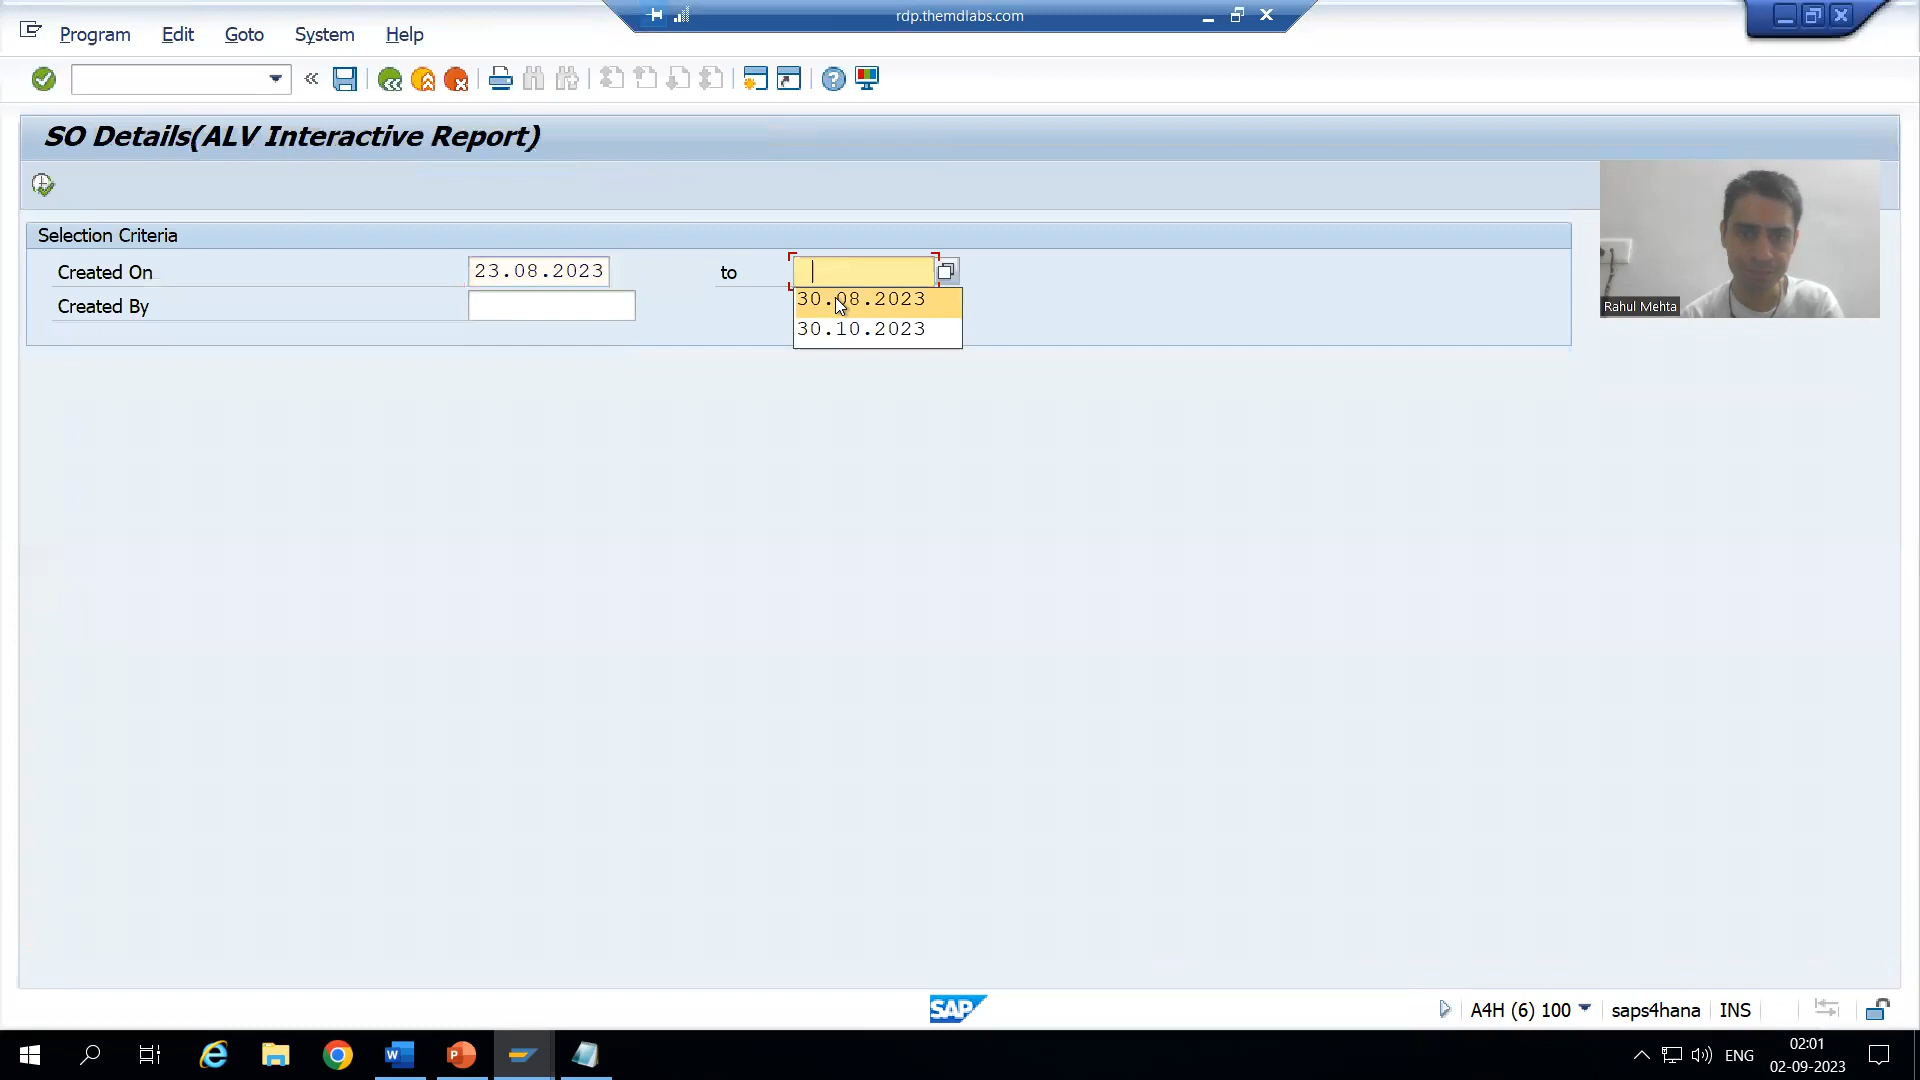 rdp.themdlabs.com
Program Edit Goto System Help
SO Details(ALV Interactive Report)
Selection Criteria
Created On 23.08.2023 to
30.08.2023
Created By
30.10.2023
Rahul Mehta
SAP
A4H (6) 100 saps4hana INS
ENG
02:01
02-09-2023